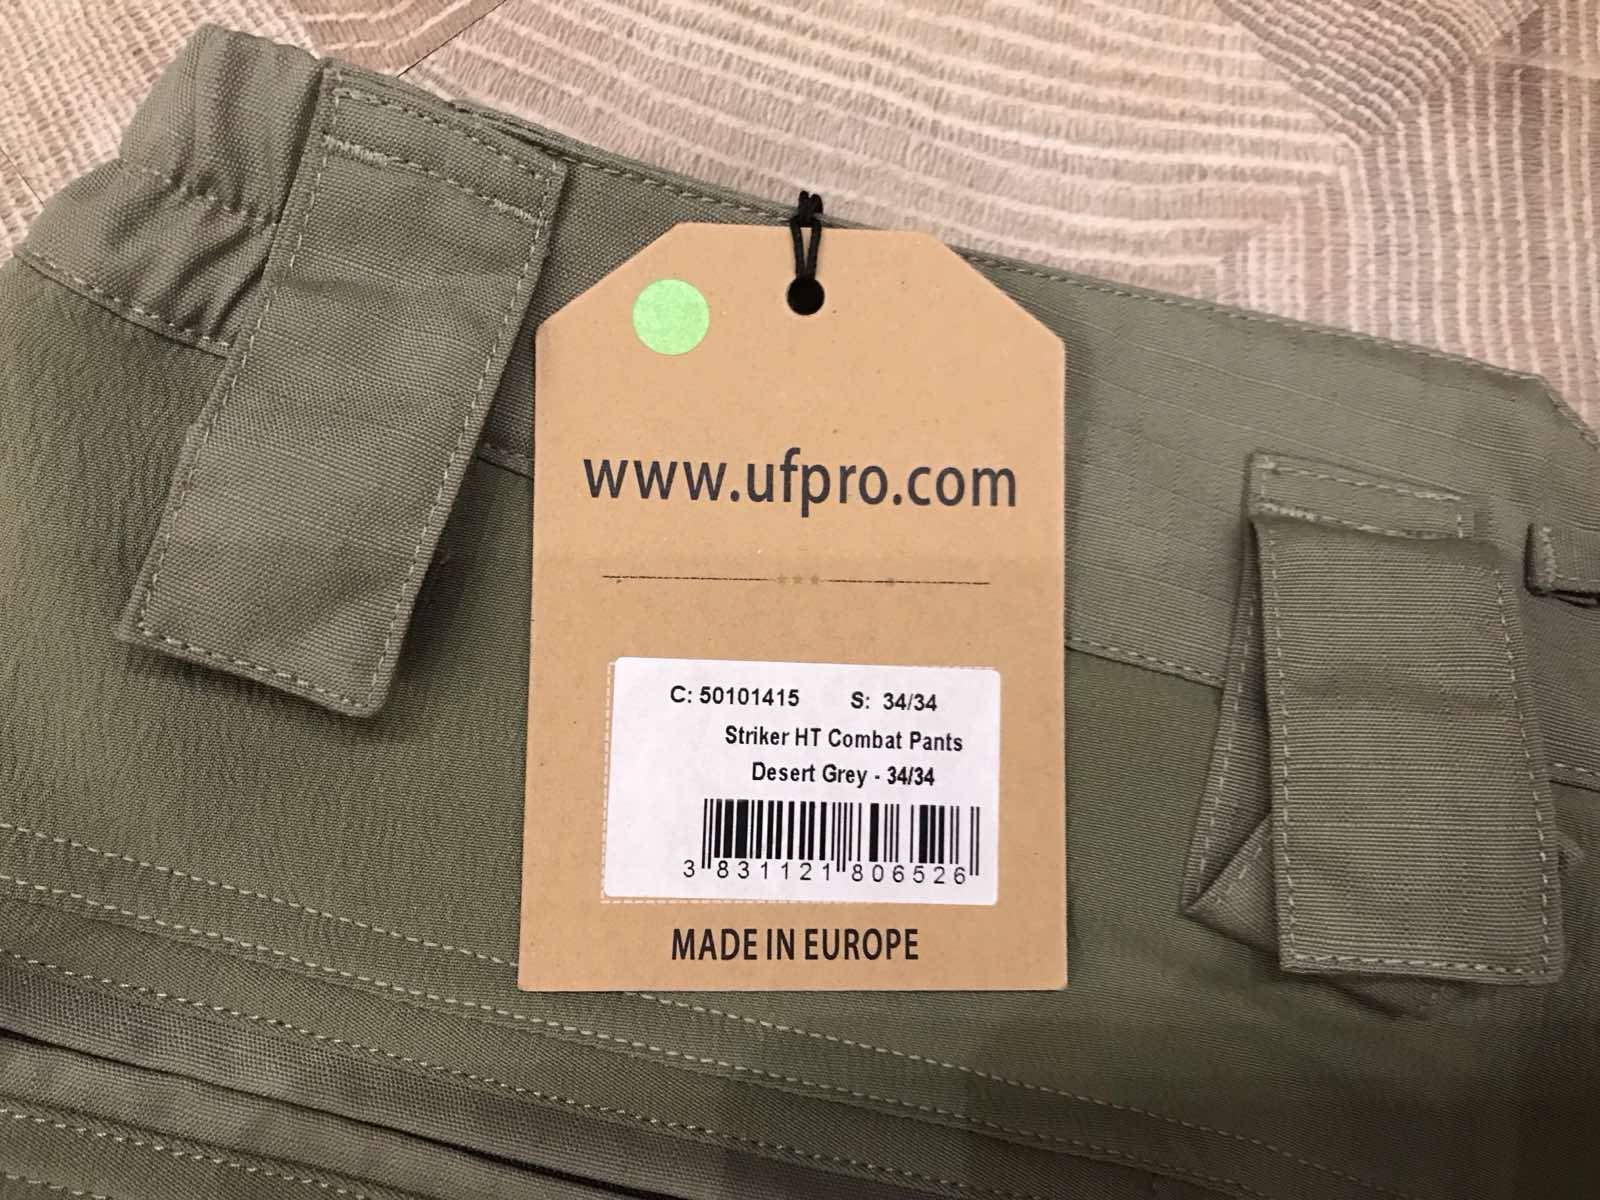 www.ufpro.com
C: 50101415 S: 34/34
Striker HT Combat Pants
Desert Grey - 34/34
3 831121 806526
MADE IN EUROPE